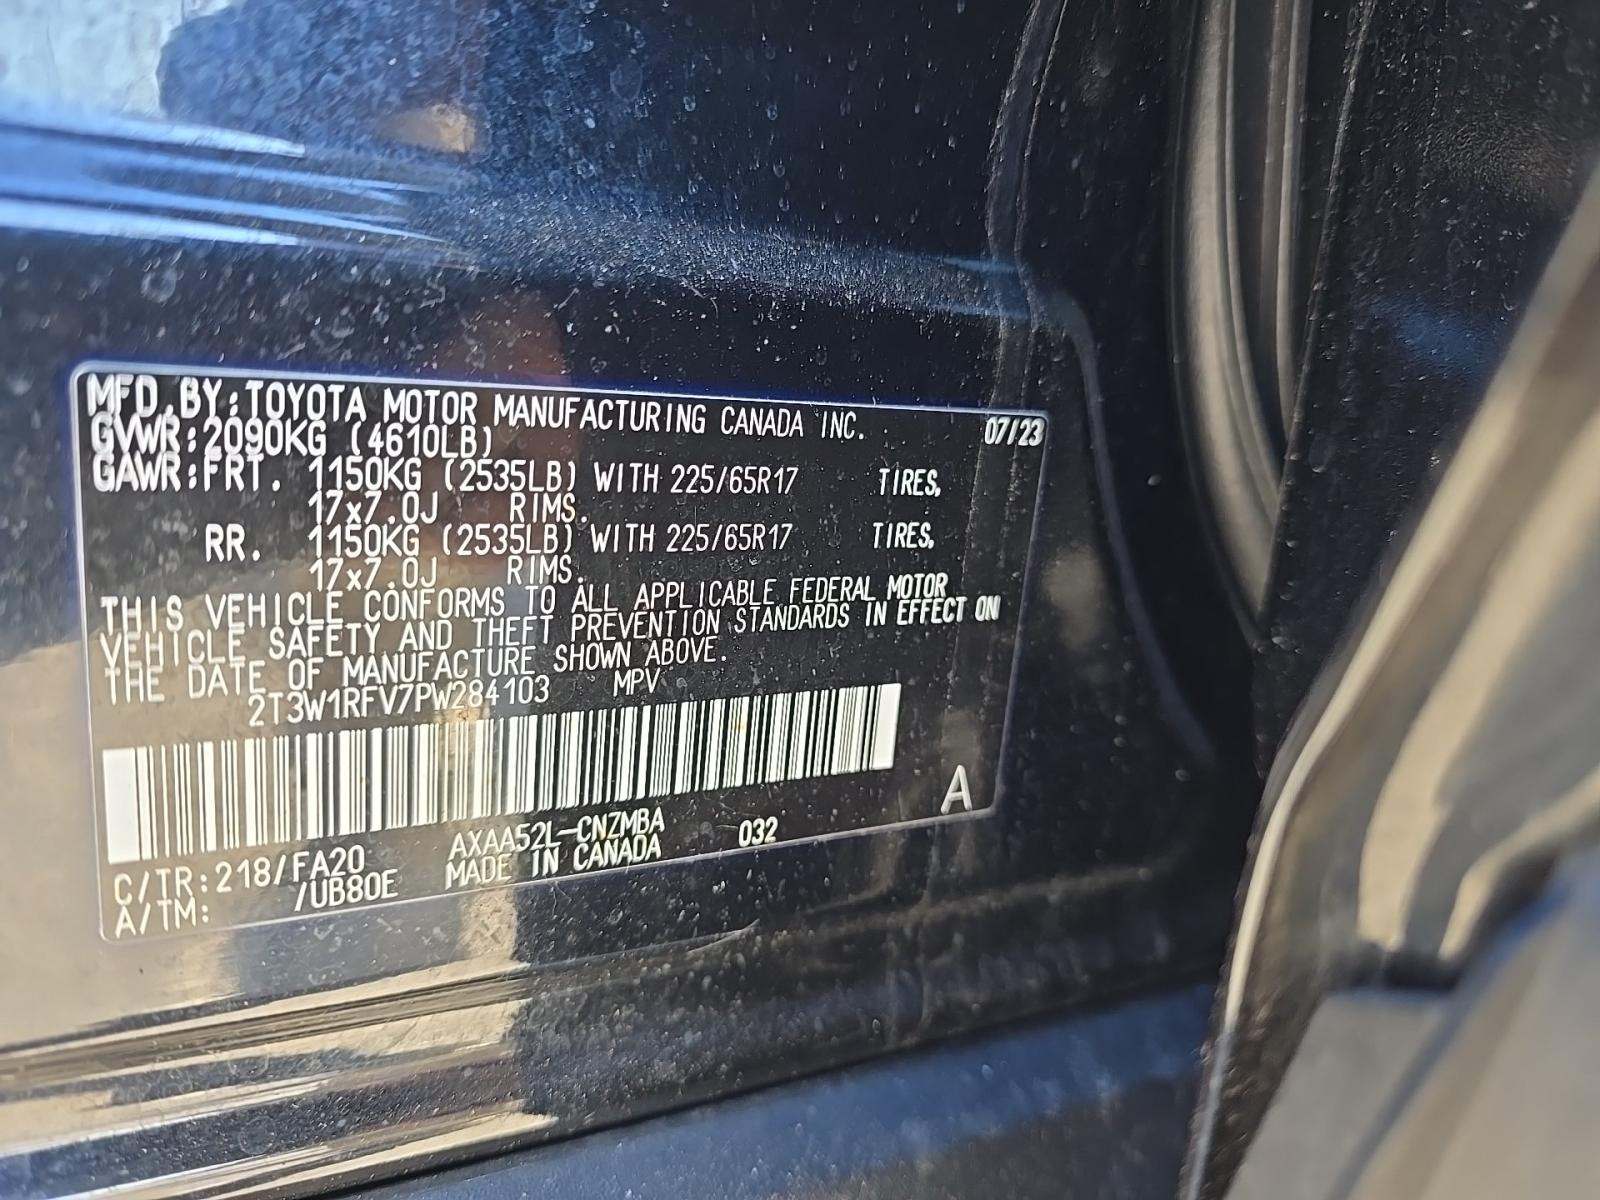 MFD.BY:TOYOTA MOTOR MANUFACTURING CANADA INC. 07/23
GVWR:2090KG (4610LB)
GAWR:FRT. 1150KG (2535LB) WITH 225/65R17 TIRES,
17x7.0J RIMS.
RR. 1150KG (2535LB) WITH 225/65R17 TIRES,
17x7.0J RIMS.
THIS VEHICLE CONFORMS TO ALL APPLICABLE FEDERAL MOTOR
VEHICLE SAFETY AND THEFT PREVENTION STANDARDS IN EFFECT ON
THE DATE OF MANUFACTURE SHOWN ABOVE.
2T3W1RFV7PW284103 MPV
A
C/TR:218/FA20 AXAA52L-CNZMBA 032
A/TM: /UB80E MADE IN CANADA